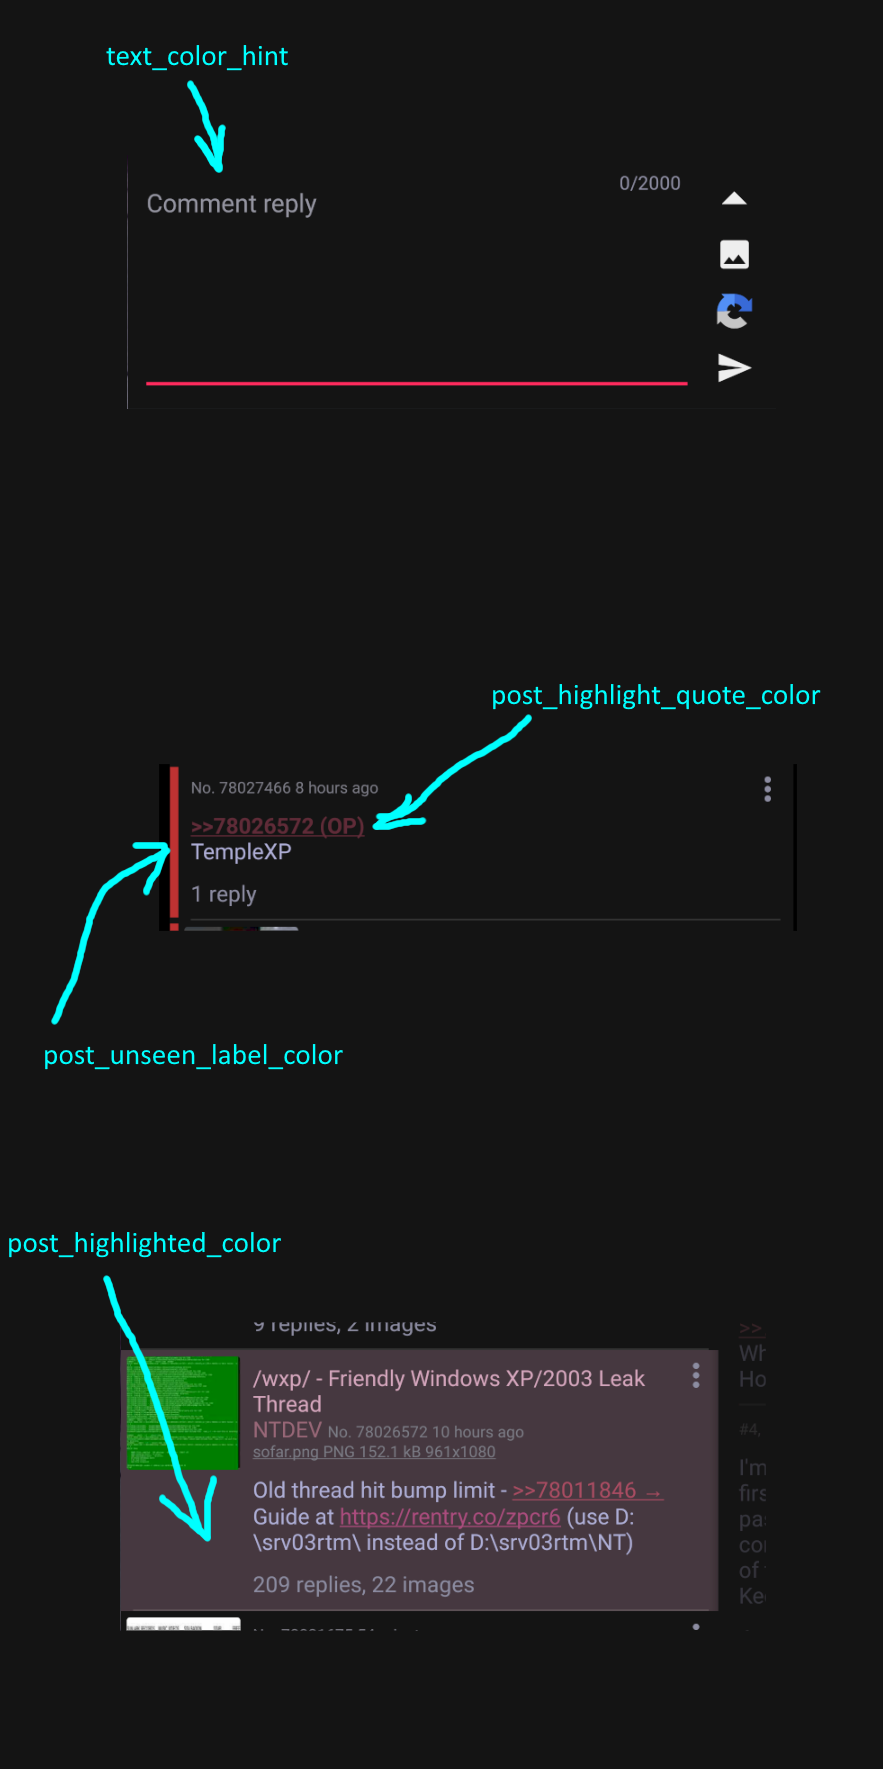 text_color_hint
Comment reply
0/2000
post_highlight_quote_color
No. 78027466 8 hours ago
>>78026572 (OP)
TempleXP
1 reply
post_unseen_label_color
post_highlighted_color
9 replies, 2 images
/wxp/ - Friendly Windows XP/2003 Leak
Thread
NTDEV No. 78026572 10 hours ago
sofar.png PNG 152.1 kB 961x1080
Old thread hit bump limit - >>78011846 →
Guide at https://rentry.co/zpcr6 (use D:
\srv03rtm\ instead of D:\srv03rtm\NT)
209 replies, 22 images
>>
Wh
Ho
#4,
I'm
firs
pa
co
of
Ke